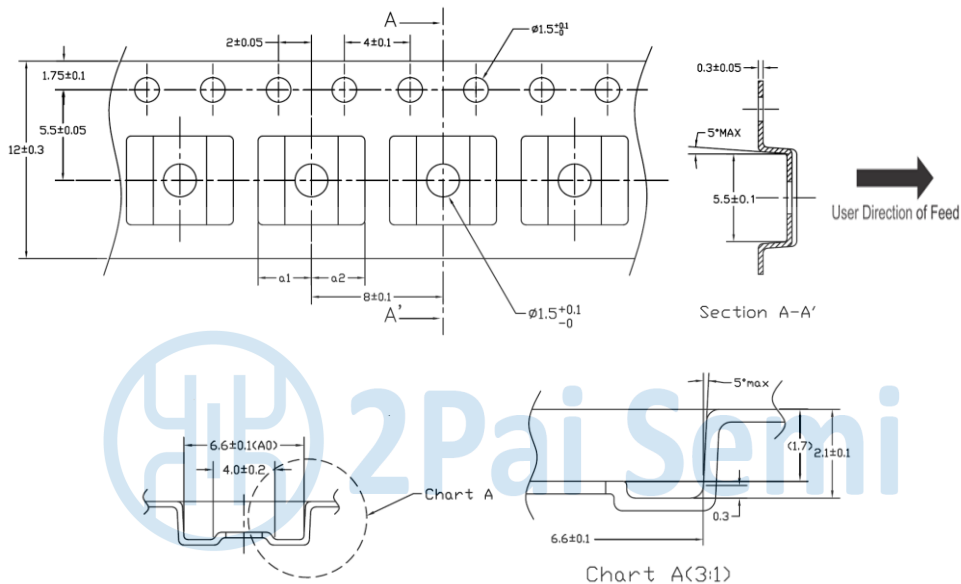 A
2±0.05
4±0.1
ø1.5+0.1 -0
1.75±0.1
5.5±0.05
12±0.3
0.3±0.05
5°MAX
5.5±0.1
User Direction of Feed
a1
a2
8±0.1
A'
ø1.5+0.1 -0
Section A-A'
2Pai Semi
6.6±0.1(A0)
4.0±0.2
Chart A
5°max
(1.7)
2.1±0.1
0.3
6.6±0.1
Chart A(3:1)